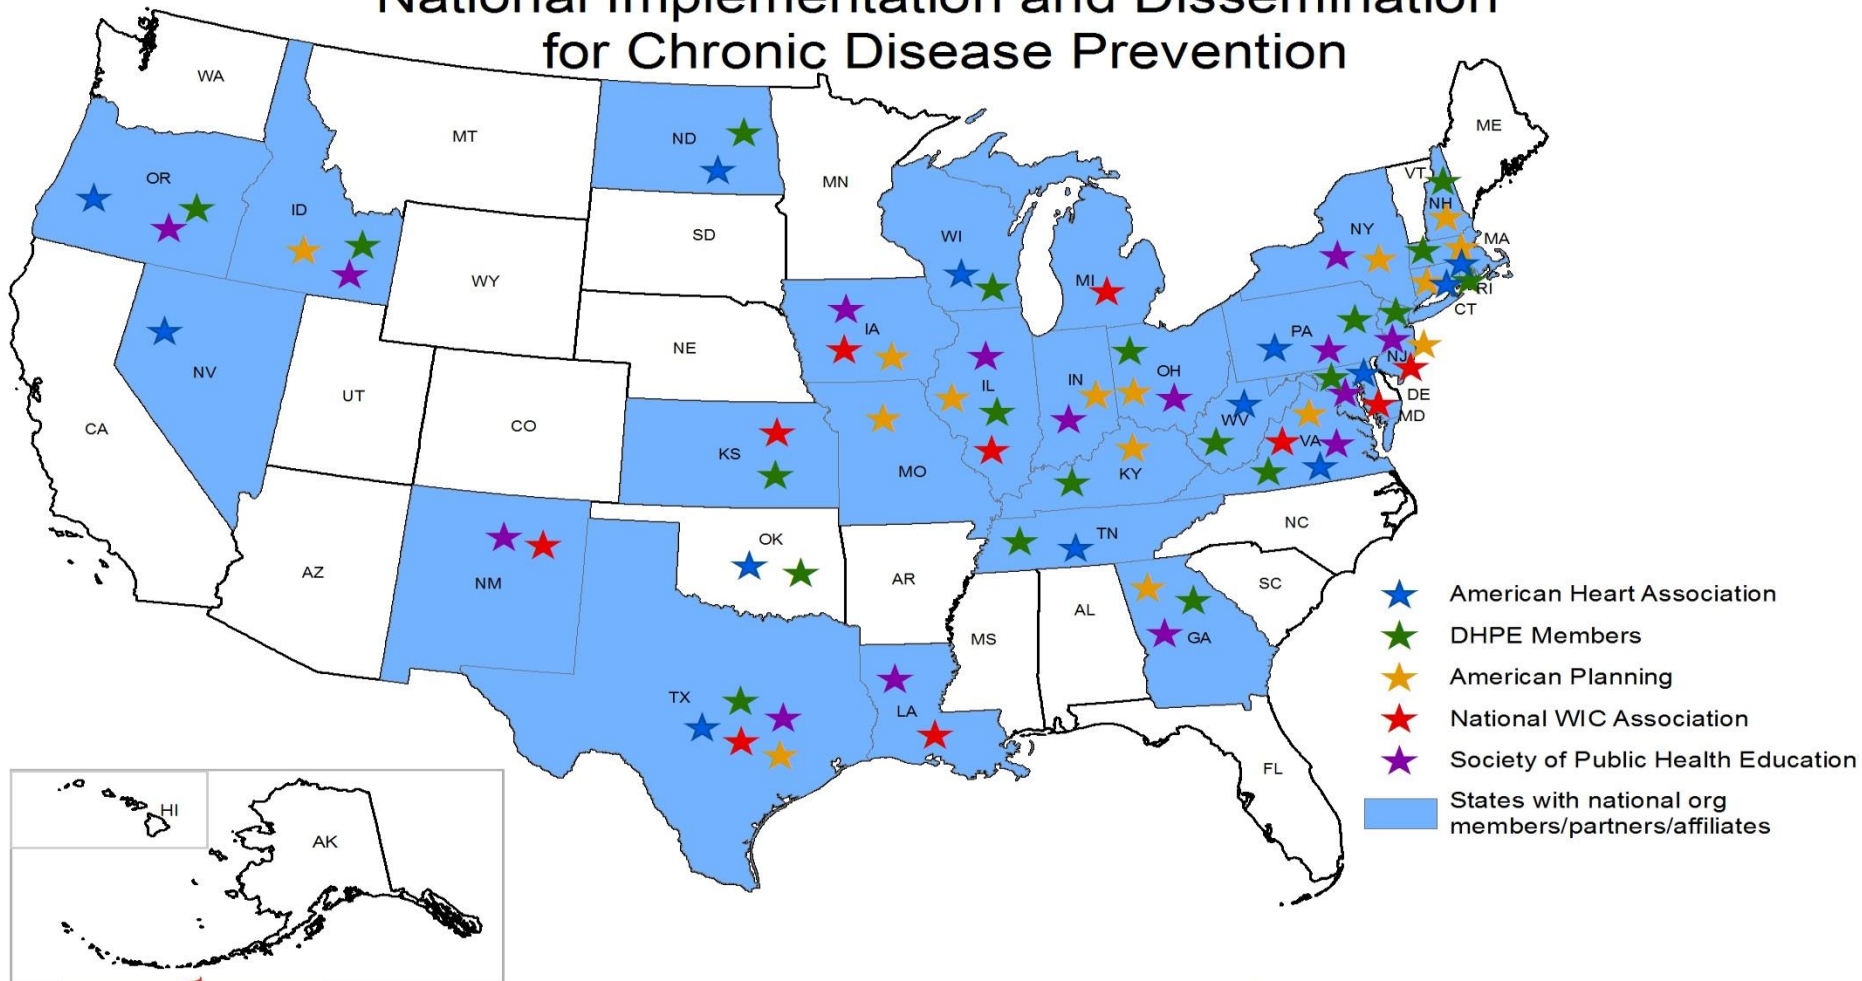 National Implementation and Dissemination
for Chronic Disease Prevention
WA
MT
ND
MN
ME
OR
ID
SD
WI
VT
NH
NY
MA
WY
MI
RI
CT
IA
PA
NV
NE
NJ
UT
IL
IN
OH
DE
CA
CO
WV
MD
KS
MO
KY
VA
NC
TN
OK
AZ
NM
AR
SC
AL
MS
GA
TX
LA
FL
HI
AK
American Heart Association
DHPE Members
American Planning
National WIC Association
Society of Public Health Education
States with national org
members/partners/affiliates